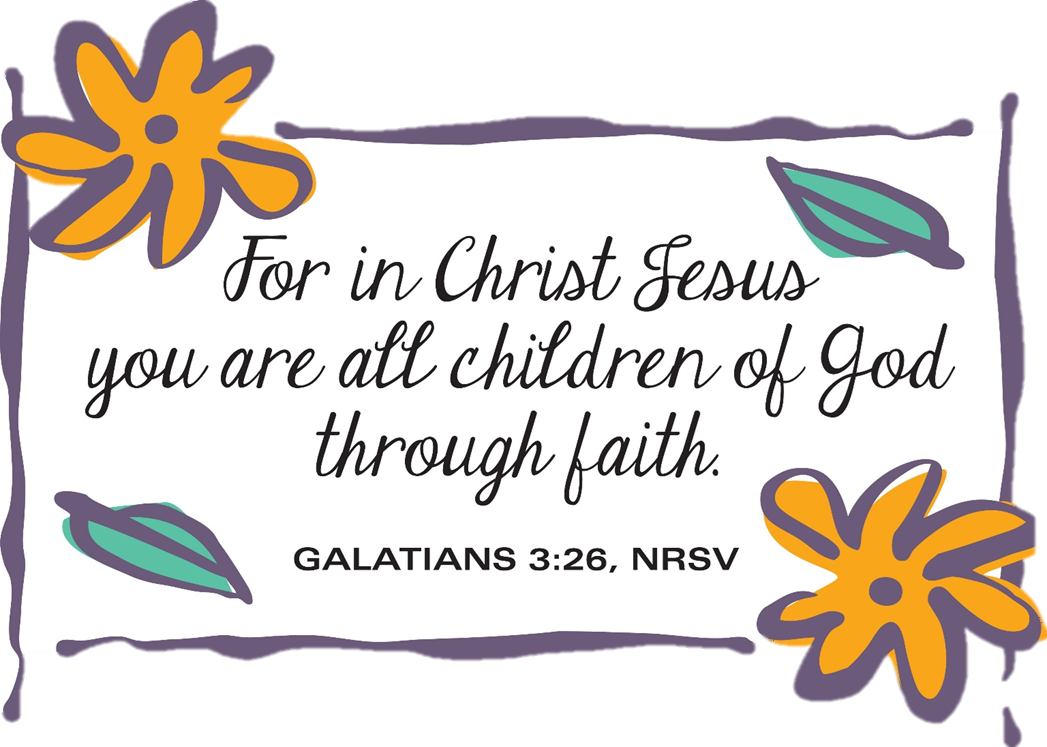 For in Christ Jesus
you are all children of God
through faith.
GALATIANS 3:26, NRSV